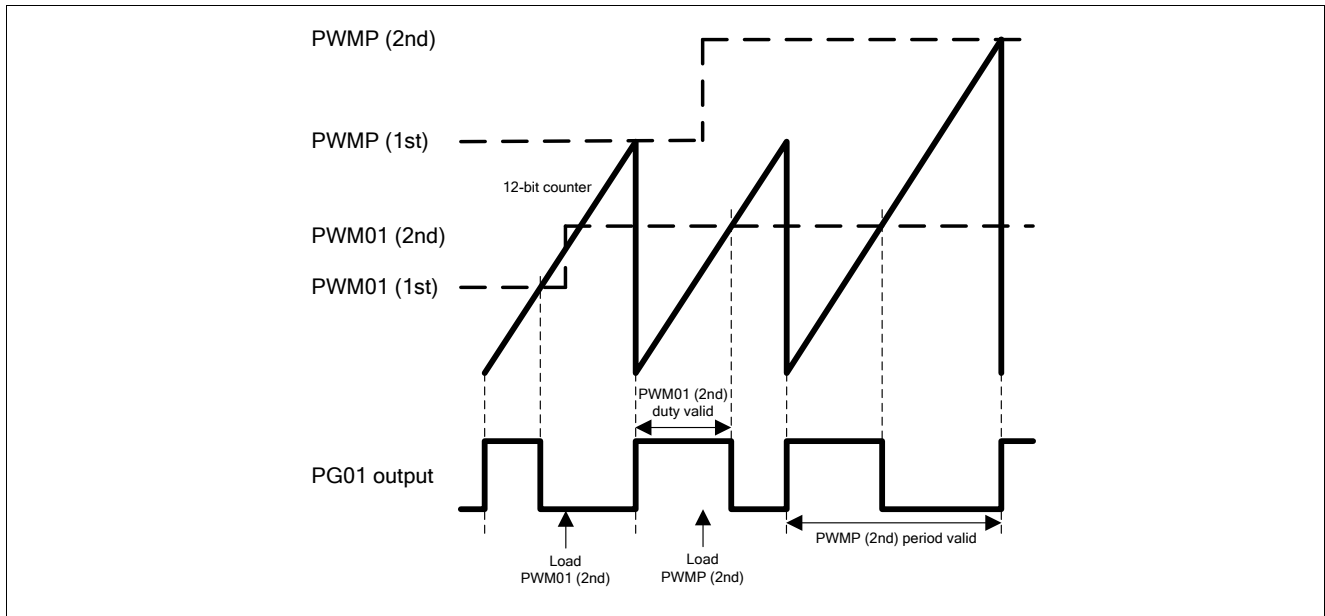 PWMP (2nd)
PWMP (1st)
12-bit counter
PWM01 (2nd)
PWM01 (1st)
PWM01 (2nd)
duty valid
PG01 output
PWMP (2nd) period valid
Load
PWM01 (2nd)
Load
PWMP (2nd)